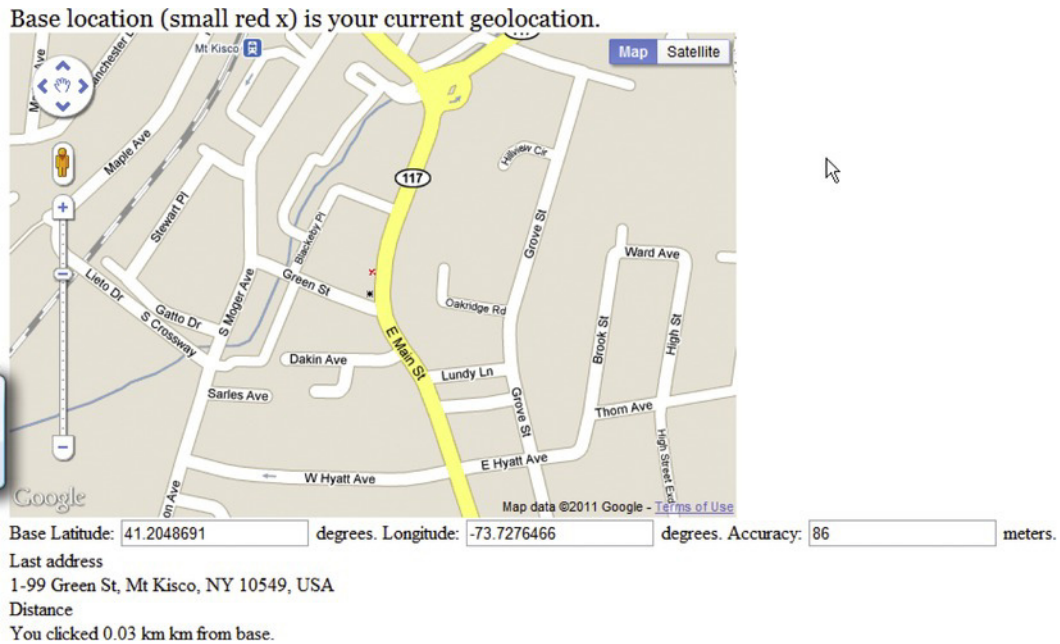 Base location (small red x) is your current geolocation.
Mt Kisco
Map Satellite
Maple Ave
Hillview Cir
117
Stewart Pl
Blackeby Pl
Grove St
Ward Ave
Lieto Dr
Green St
S Moger Ave
Oakridge Rd
Gatto Dr
S Crossway
E Main St
Brook St
High St
Dakin Ave
Lundy Ln
Sarles Ave
Grove St
Thorn Ave
E Hyatt Ave
W Hyatt Ave
Google
Map data ©2011 Google - Terms of Use
Base Latitude: 41.2048691 degrees. Longitude: -73.7276466 degrees. Accuracy: 86 meters.
Last address
1-99 Green St, Mt Kisco, NY 10549, USA
Distance
You clicked 0.03 km km from base.